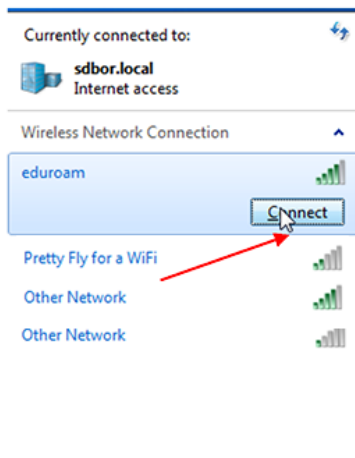 Currently connected to:
sdbor.local
Internet access
Wireless Network Connection
eduroam
Connect
Pretty Fly for a WiFi
Other Network
Other Network